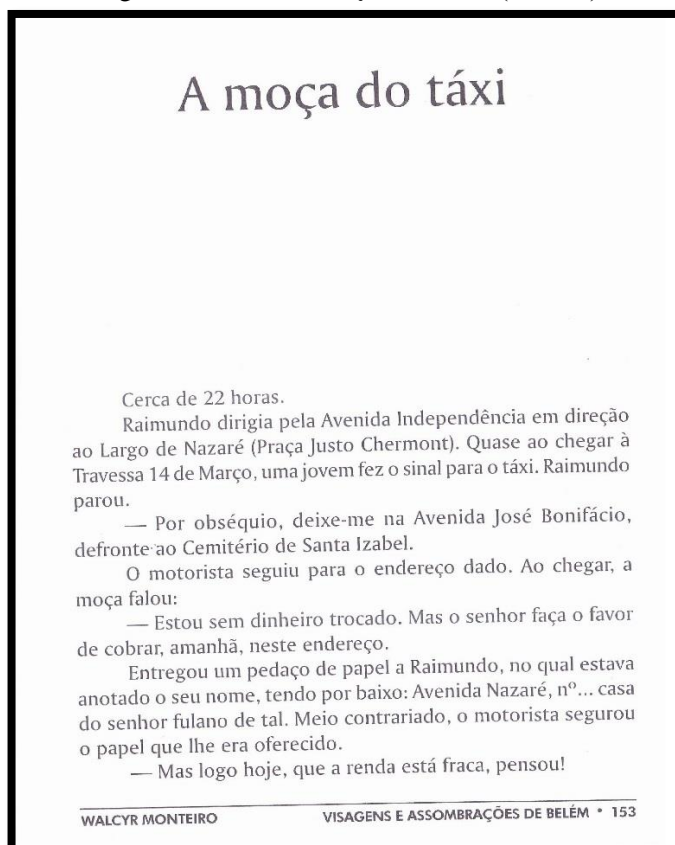 A moça do táxi
Cerca de 22 horas.
Raimundo dirigia pela Avenida Independência em direção
ao Largo de Nazaré (Praça Justo Chermont). Quase ao chegar à
Travessa 14 de Março, uma jovem fez o sinal para o táxi. Raimundo
parou.
— Por obséquio, deixe-me na Avenida José Bonifácio,
defronte ao Cemitério de Santa Izabel.
O motorista seguiu para o endereço dado. Ao chegar, a
moça falou:
— Estou sem dinheiro trocado. Mas o senhor faça o favor
de cobrar, amanhã, neste endereço.
Entregou um pedaço de papel a Raimundo, no qual estava
anotado o seu nome, tendo por baixo: Avenida Nazaré, nº... casa
do senhor fulano de tal. Meio contrariado, o motorista segurou
o papel que lhe era oferecido.
— Mas logo hoje, que a renda está fraca, pensou!
WALCYR MONTEIRO VISAGENS E ASSOMBRAÇÕES DE BELÉM • 153